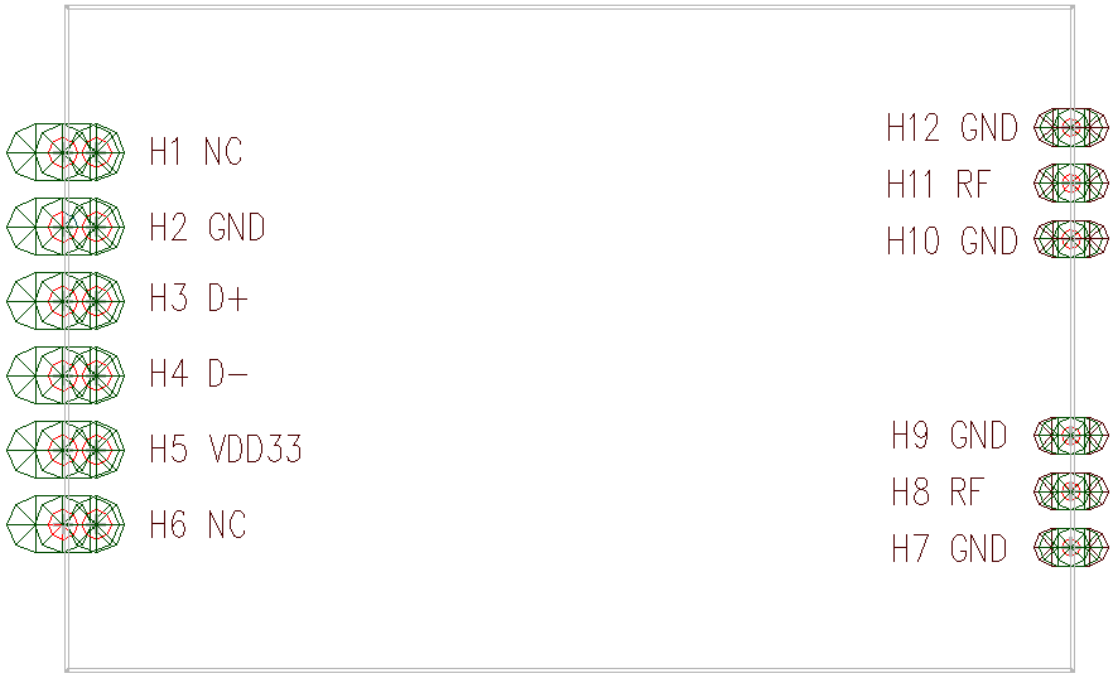 H1 NC
H2 GND
H3 D+
H4 D−
H5 VDD33
H6 NC
H12 GND
H11 RF
H10 GND
H9 GND
H8 RF
H7 GND